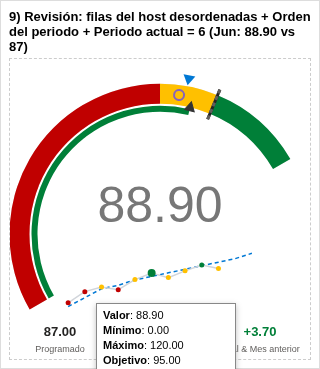 9) Revisión: filas del host desordenadas + Orden
del periodo + Periodo actual = 6 (Jun: 88.90 vs
87)
88.90
87.00
Programado
Valor: 88.90
Mínimo: 0.00
Máximo: 120.00
Objetivo: 95.00
+3.70
& Mes anterior